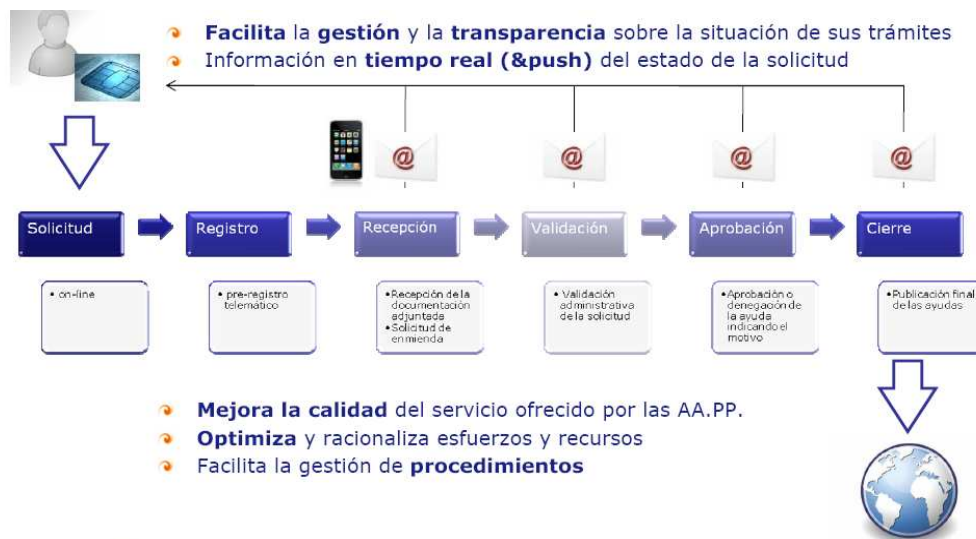 Facilita la gestión y la transparencia sobre la situación de sus trámites
Información en tiempo real (&push) del estado de la solicitud
@ @ @ @
Solicitud
Registro
Recepción
Validación
Aprobación
Cierre
• on-line
• pre-registro
telemático
• Recepción de la
documentación
adjuntada
• Solicitud de
enmienda
• Validación
administrativa
de la solicitud
• Aprobación o
denegación de
la ayuda
indicando el
motivo
• Publicación final
de las ayudas
Mejora la calidad del servicio ofrecido por las AA.PP.
Optimiza y racionaliza esfuerzos y recursos
Facilita la gestión de procedimientos